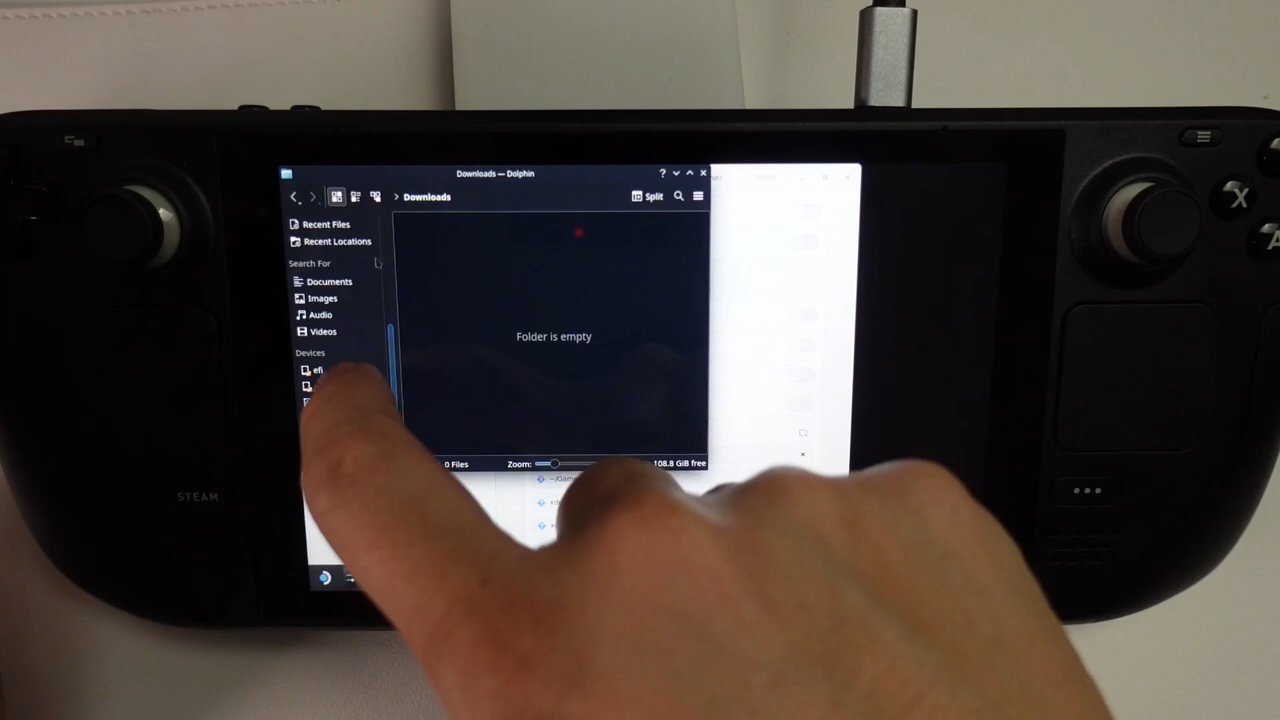 Downloads — Dolphin
Downloads
Split
Recent Files
Recent Locations
Search For
Documents
Images
Audio
Videos
Devices
efi
Folder is empty
0 Files
Zoom:
108.8 GiB free
STEAM
X
A